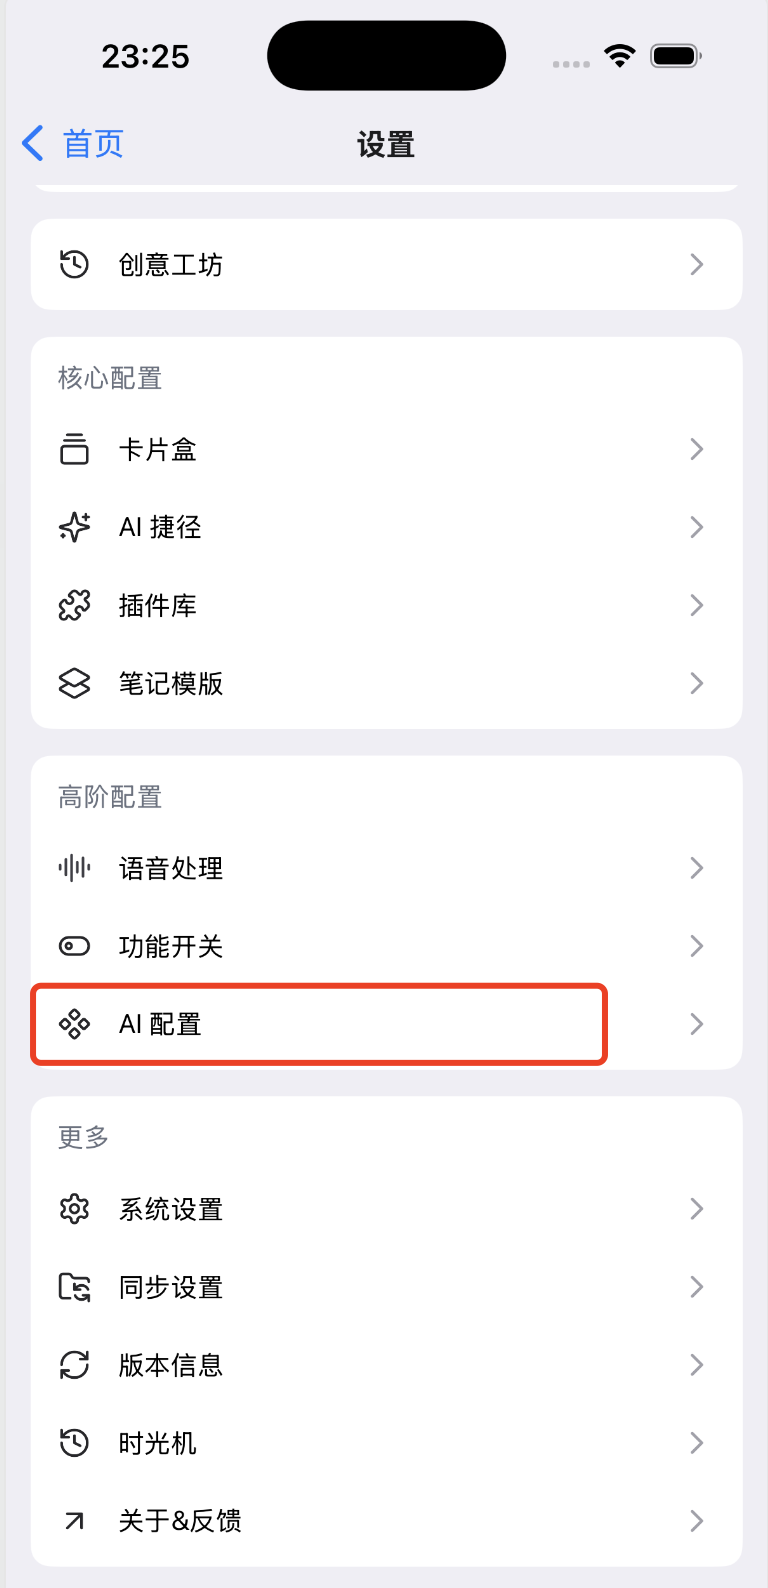 23:25
首页
设置
创意工坊
核心配置
卡片盒
AI 捷径
插件库
笔记模版
高阶配置
语音处理
功能开关
AI 配置
更多
系统设置
同步设置
版本信息
时光机
关于&反馈